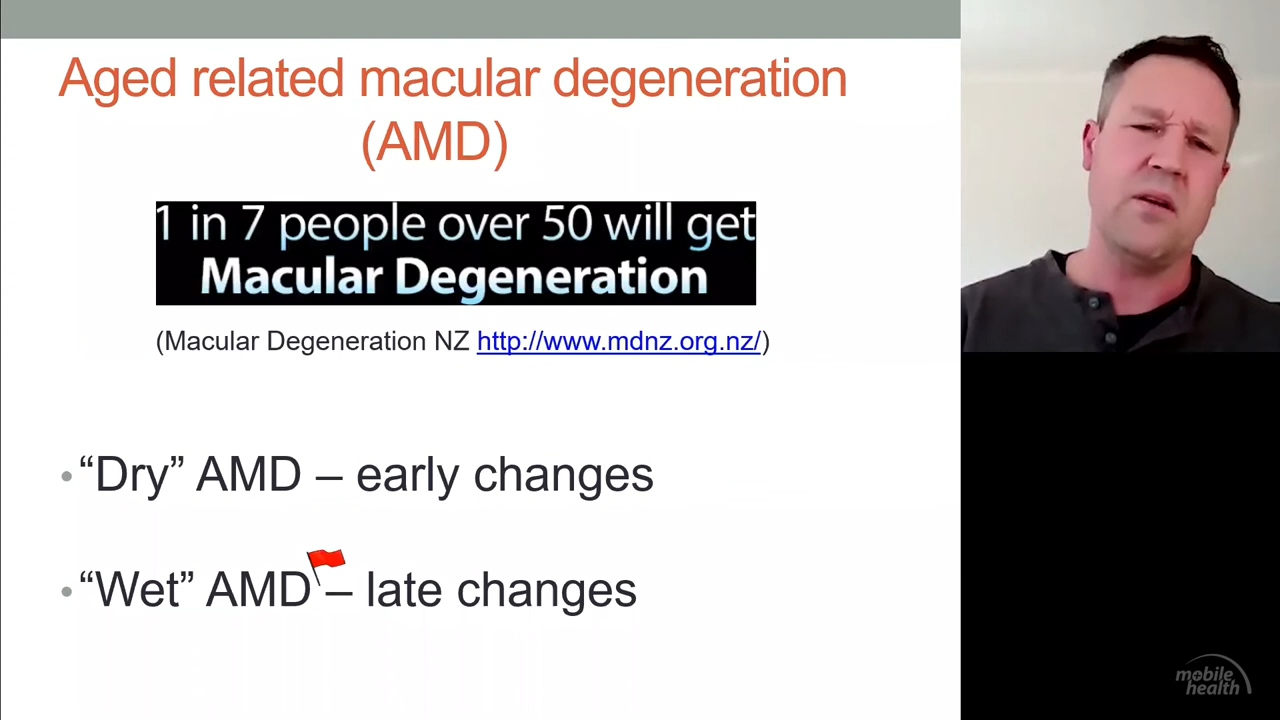 Aged related macular degeneration
(AMD)
1 in 7 people over 50 will get
Macular Degeneration
(Macular Degeneration NZ http://www.mdnz.org.nz/)
• “Dry” AMD – early changes
• “Wet” AMD – late changes
mobile
health